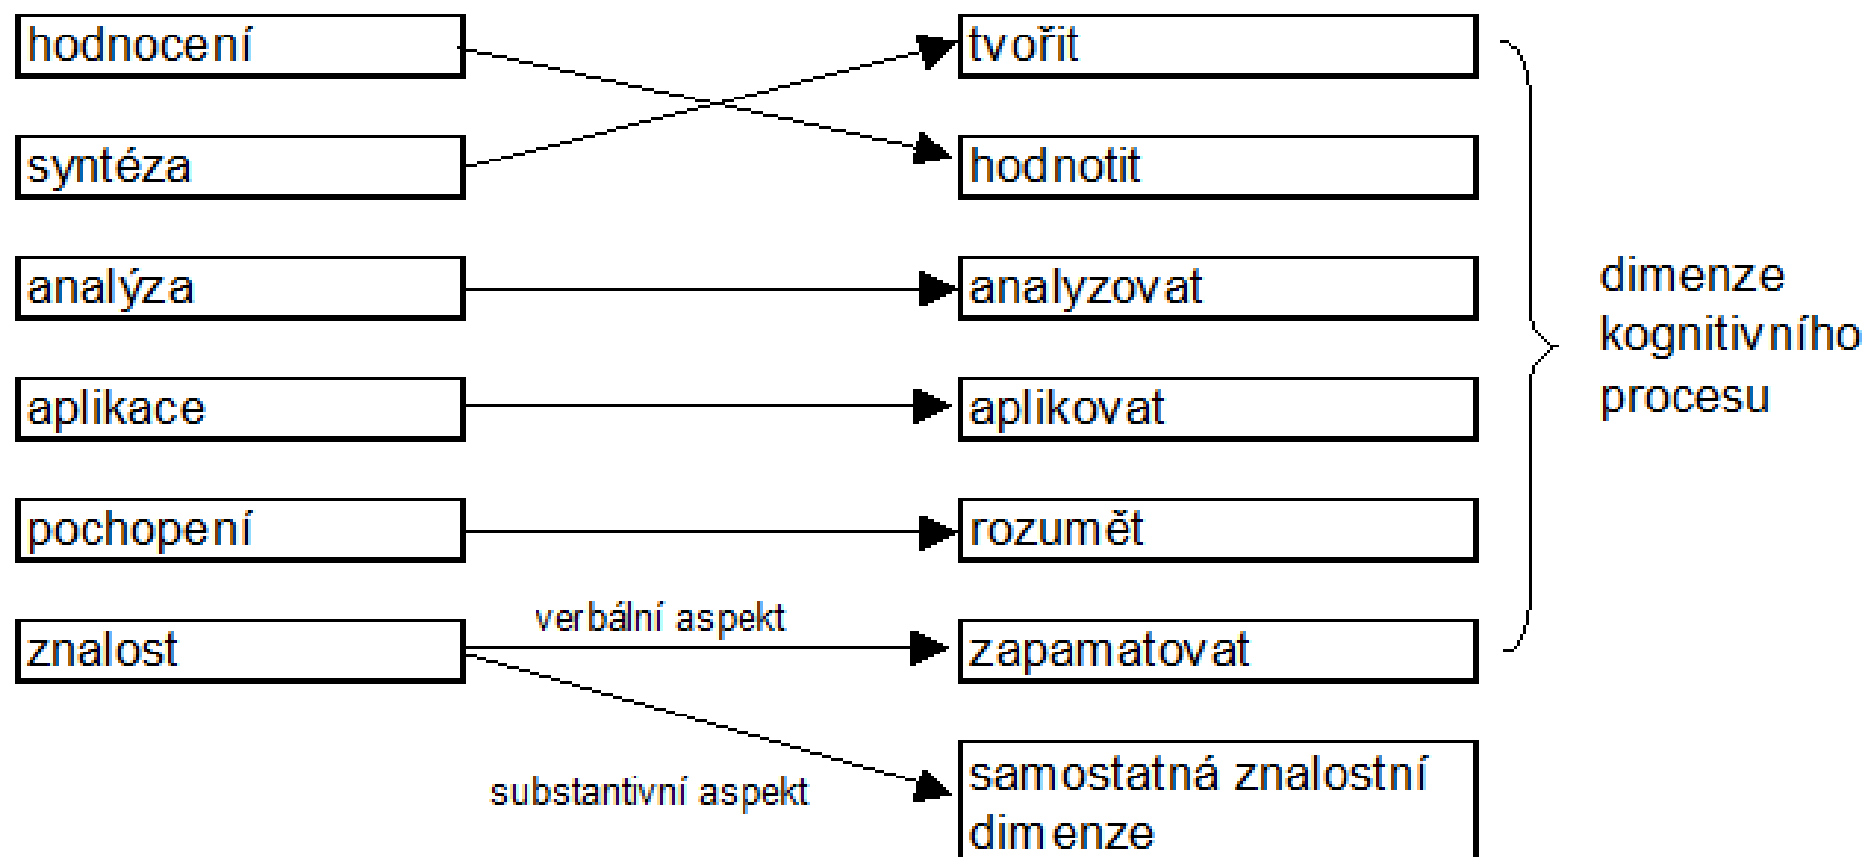 hodnocení
tvořit
syntéza
hodnotit
analýza
analyzovat
dimenze
kognitivního
procesu
aplikace
aplikovat
pochopení
rozumět
verbální aspekt
znalost
zapamatovat
substantivní aspekt
samostatná znalostní
dimenze